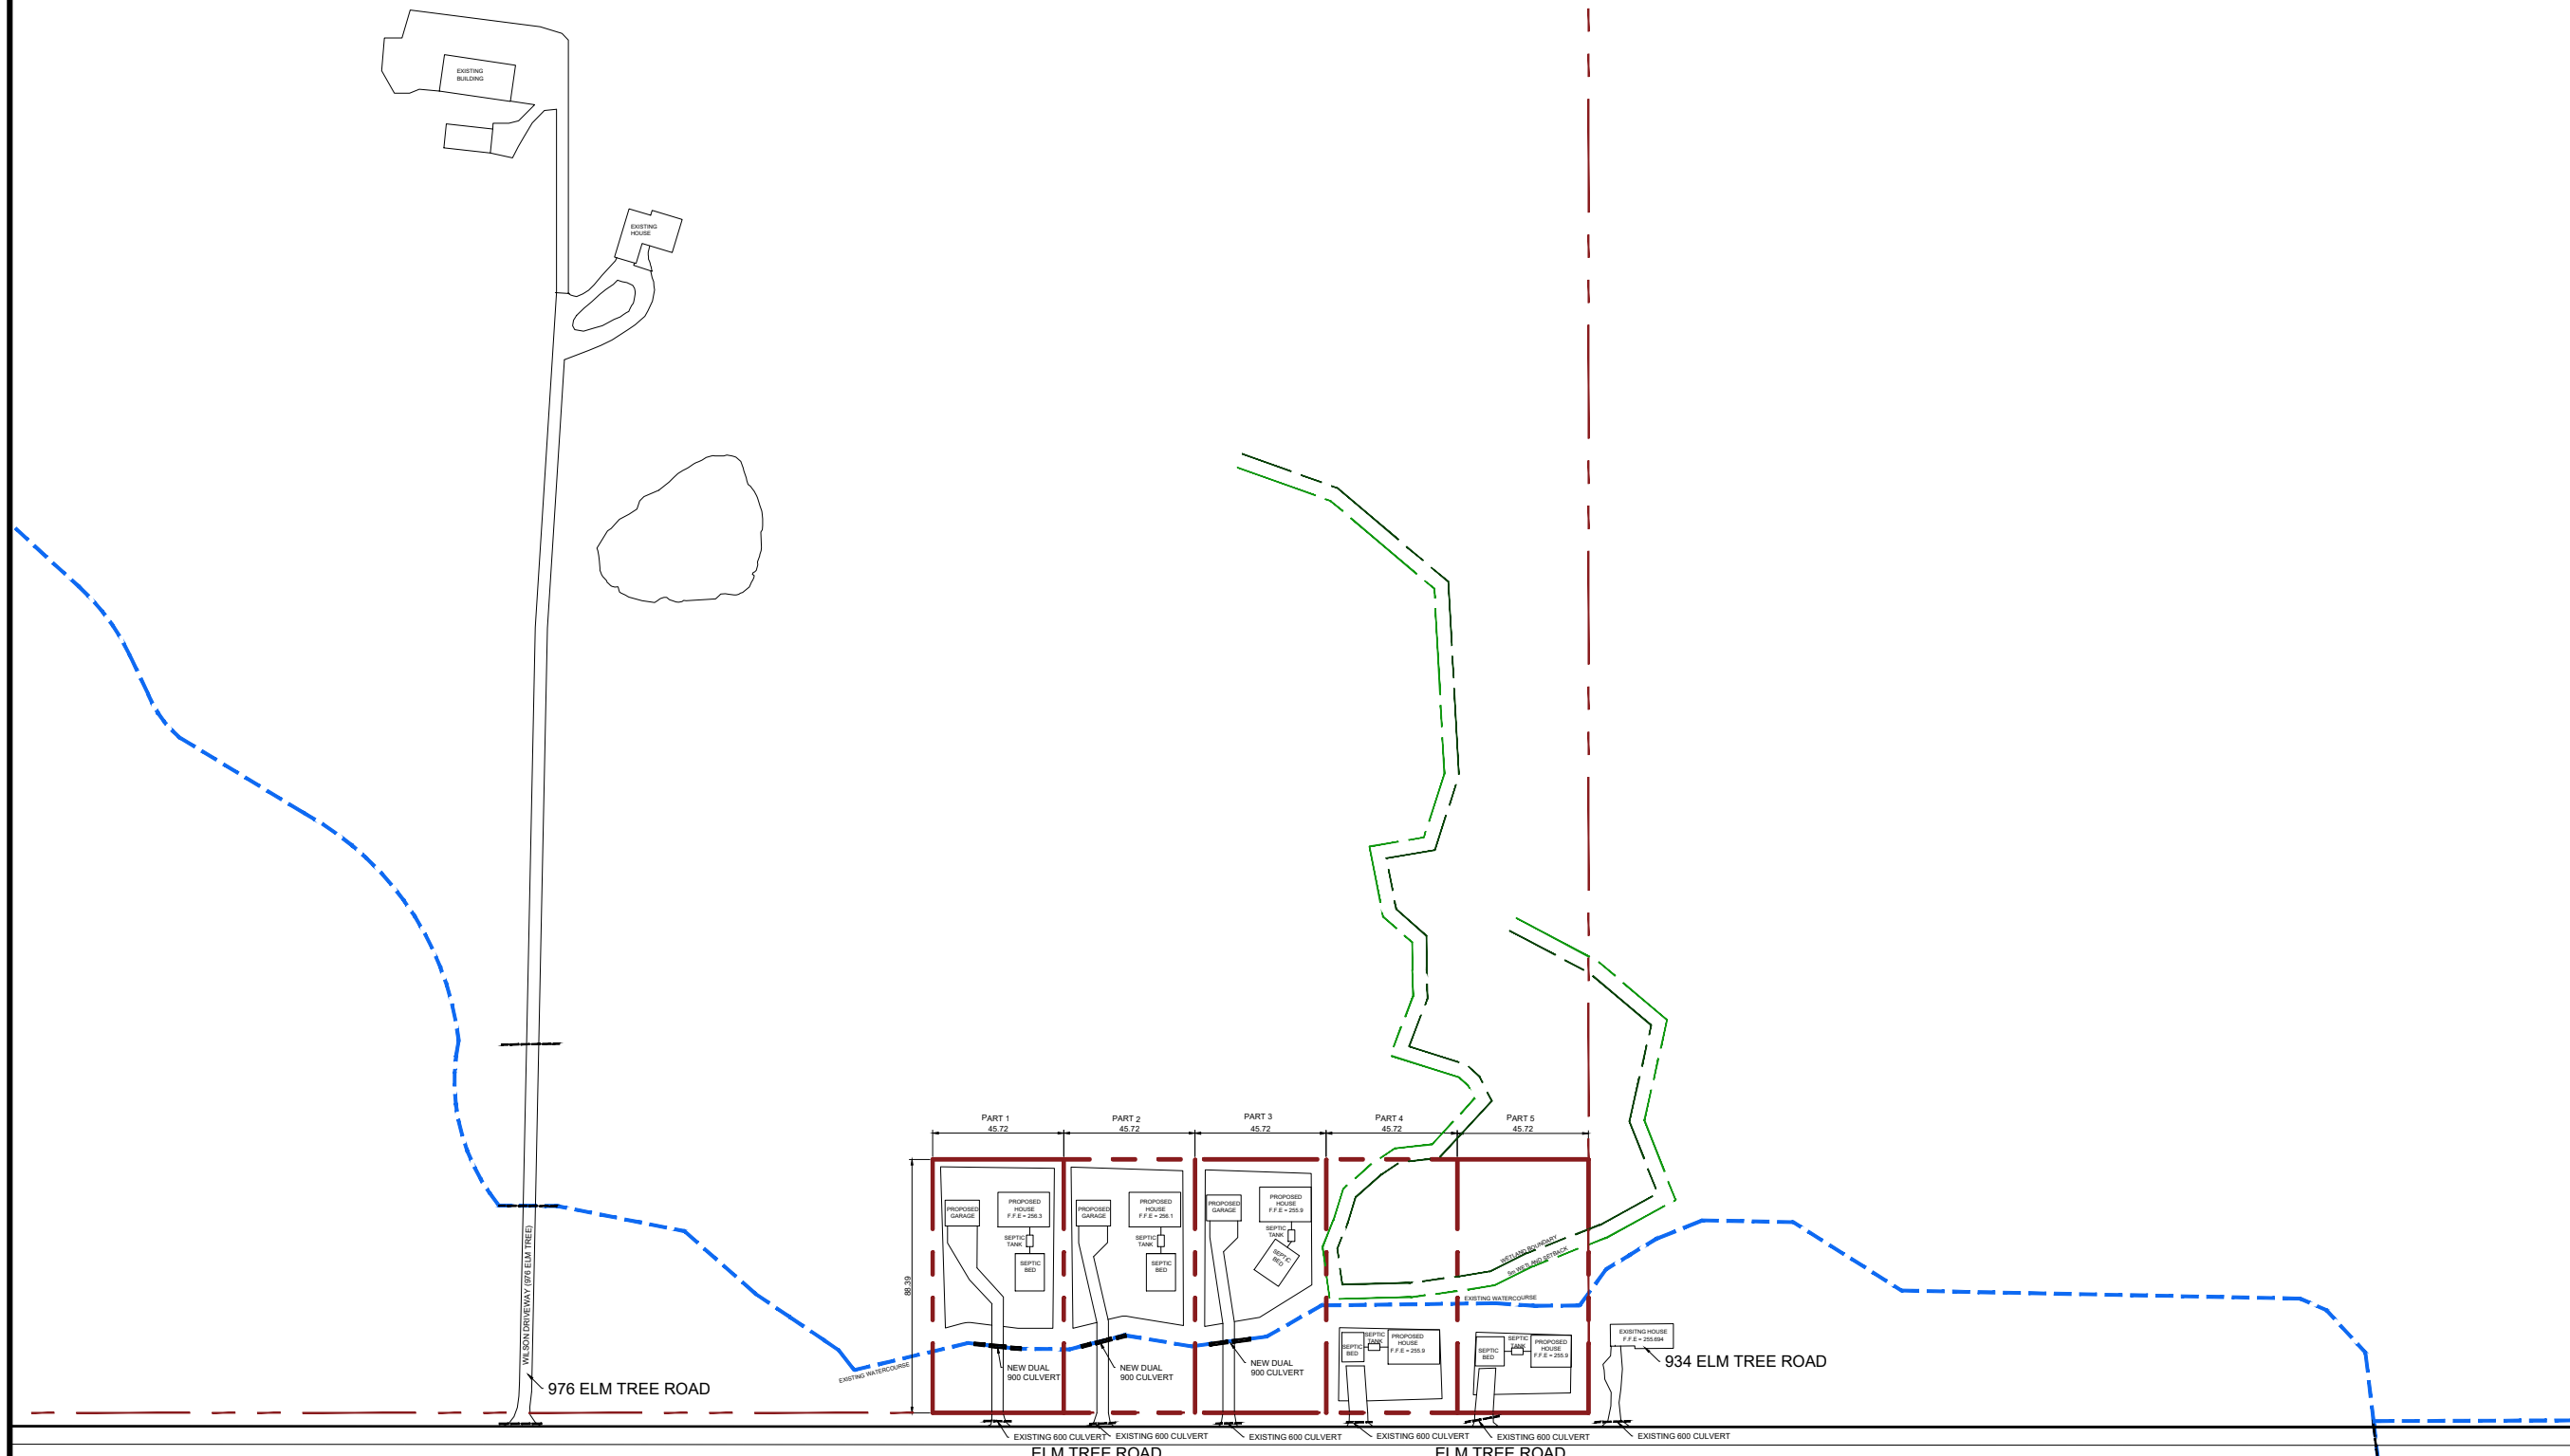 EXISTING
BUILDING
EXISTING
HOUSE
PART 1
45.72
PART 2
45.72
PART 3
45.72
PART 4
45.72
PART 5
45.72
88.39
PROPOSED
GARAGE
PROPOSED
HOUSE
F.F.E = 256.3
SEPTIC
TANK
SEPTIC
BED
PROPOSED
GARAGE
PROPOSED
HOUSE
F.F.E = 256.1
SEPTIC
TANK
SEPTIC
BED
PROPOSED
GARAGE
PROPOSED
HOUSE
F.F.E = 255.9
SEPTIC
TANK
SEPTIC
BED
WETLAND BOUNDARY
5m WETLAND SETBACK
EXISTING WATERCOURSE
SEPTIC
BED
SEPTIC
TANK
PROPOSED
HOUSE
F.F.E = 255.9
SEPTIC
BED
SEPTIC
TANK
PROPOSED
HOUSE
F.F.E = 255.9
EXISITNG HOUSE
F.F.E = 255.694
934 ELM TREE ROAD
WILSON DRIVEWAY (976 ELM TREE)
976 ELM TREE ROAD
EXISTING WATERCOURSE
NEW DUAL
900 CULVERT
NEW DUAL
900 CULVERT
NEW DUAL
900 CULVERT
EXISTING 600 CULVERT
EXISTING 600 CULVERT
EXISTING 600 CULVERT
EXISTING 600 CULVERT
EXISTING 600 CULVERT
EXISTING 600 CULVERT
ELM TREE ROAD
ELM TREE ROAD